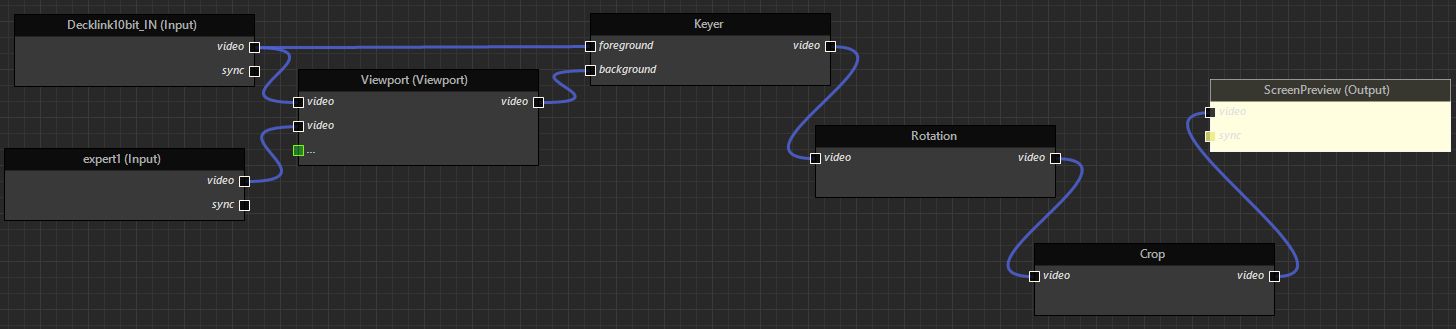 Decklink10bit_IN (Input)
video
sync
expert1 (Input)
video
sync
Viewport (Viewport)
video
video
video
...
Keyer
foreground
video
background
Rotation
video
video
Crop
video
video
ScreenPreview (Output)
video
sync